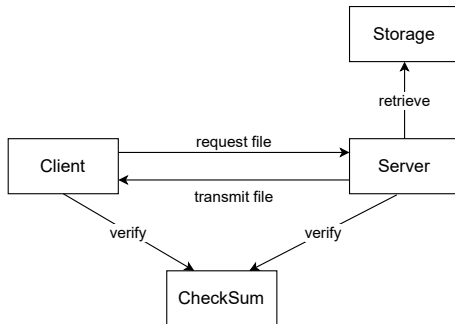 Storage
retrieve
request file
Client
Server
transmit file
verify
verify
CheckSum